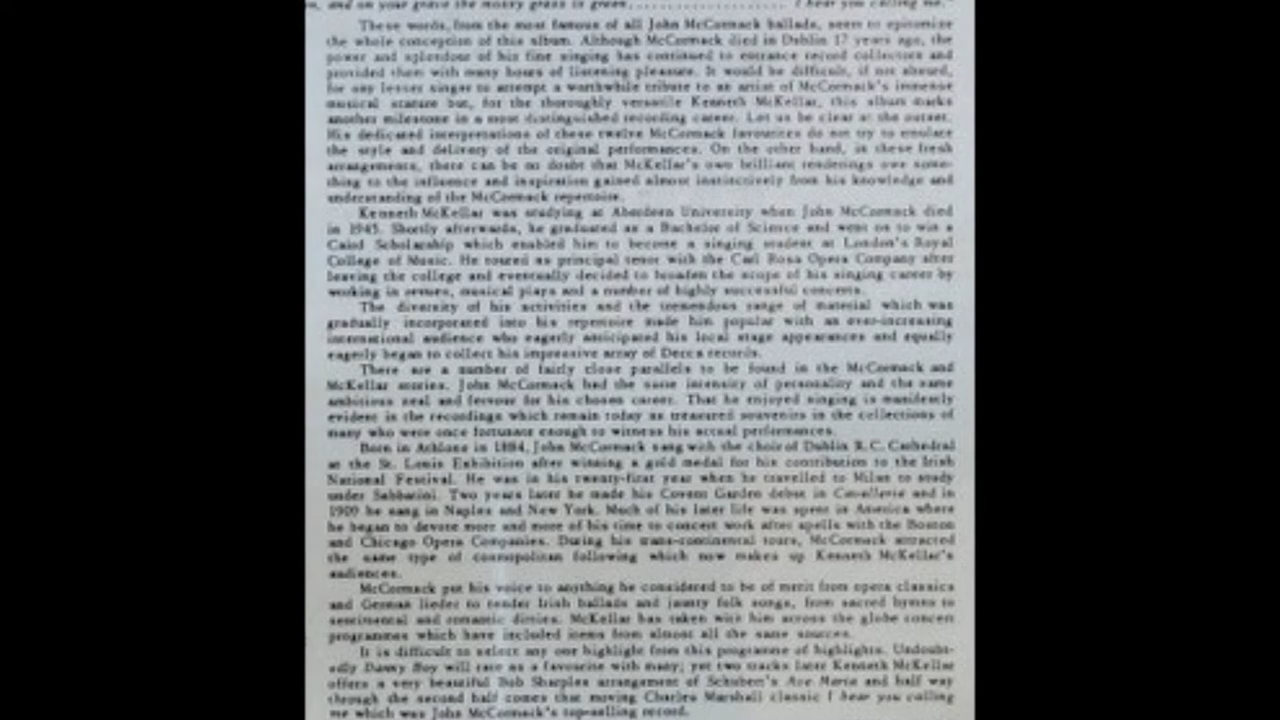 and on your grave the mossy grass is green, .............................. I hear you calling me."
These words, from the most famous of all John McCormack ballads, seem to epitomize
the whole conception of this album. Although McCormack died in Dublin 17 years ago, the
power and splendour of his fine singing has continued to entrance record collectors and
provided them with many hours of listening pleasure. It would be difficult, if not absurd,
for any lesser singer to attempt a worthwhile tribute to an artist of McCormack's immense
musical stature but, for the thoroughly versatile Kenneth McKellar, this album marks
another milestone in a most distinguished recording career. Let us be clear at the outset.
His dedicated interpretations of these twelve McCormack favourites do not try to emulate
the style and delivery of the original performances. On the other hand, in these fresh
arrangements, there can be no doubt that McKellar's own brilliant renderings owe some-
thing to the influence and inspiration gained almost instinctively from his knowledge and
understanding of the McCormack repertoire.
Kenneth McKellar was studying at Aberdeen University when John McCormack died
in 1945. Shortly afterwards, he graduated as a Bachelor of Science and went on to win a
Caird Scholarship which enabled him to become a singing student at London's Royal
College of Music. He toured as principal tenor with the Carl Rosa Opera Company after
leaving the college and eventually decided to broaden the scope of his singing career by
working in revues, musical plays and a number of highly successful concerts.
The diversity of his activities and the tremendous range of material which was
gradually incorporated into his repertoire made him popular with an ever-increasing
international audience who eagerly anticipated his local stage appearances and equally
eagerly began to collect his impressive array of Decca records.
There are a number of fairly close parallels to be found in the McCormack and
McKellar stories. John McCormack had the same intensity of personality and the same
ambitious zeal and fervour for his chosen career. That he enjoyed singing is manifestly
evident in the recordings which remain today as treasured souvenirs in the collections of
many who were once fortunate enough to witness his actual performances.
Born in Athlone in 1884, John McCormack sang with the choir of Dublin R.C. Cathedral
at the St. Louis Exhibition after winning a gold medal for his contribution to the Irish
National Festival. He was in his twenty-first year when he travelled to Milan to study
under Sabbatini. Two years later he made his Covent Garden debut in Cavalleria and in
1909 he sang in Naples and New York. Much of his later life was spent in America where
he began to devote more and more of his time to concert work after spells with the Boston
and Chicago Opera Companies. During his trans-continental tours, McCormack attracted
the same type of cosmopolitan following which now makes up Kenneth McKellar's
audiences.
McCormack put his voice to anything he considered to be of merit from opera classics
and German lieder to tender Irish ballads and jaunty folk songs, from sacred hymns to
sentimental and romantic ditties. McKellar has taken with him across the globe concert
programmes which have included items from almost all the same sources.
It is difficult to select any one highlight from this programme of highlights. Undoubt-
edly Danny Boy will rate as a favourite with many; yet two tracks later Kenneth McKellar
offers a very beautiful Bob Sharples arrangement of Schubert's Ave Maria and half way
through the second half comes that moving Charles Marshall classic I hear you calling
me which was John McCormack's top-selling record.